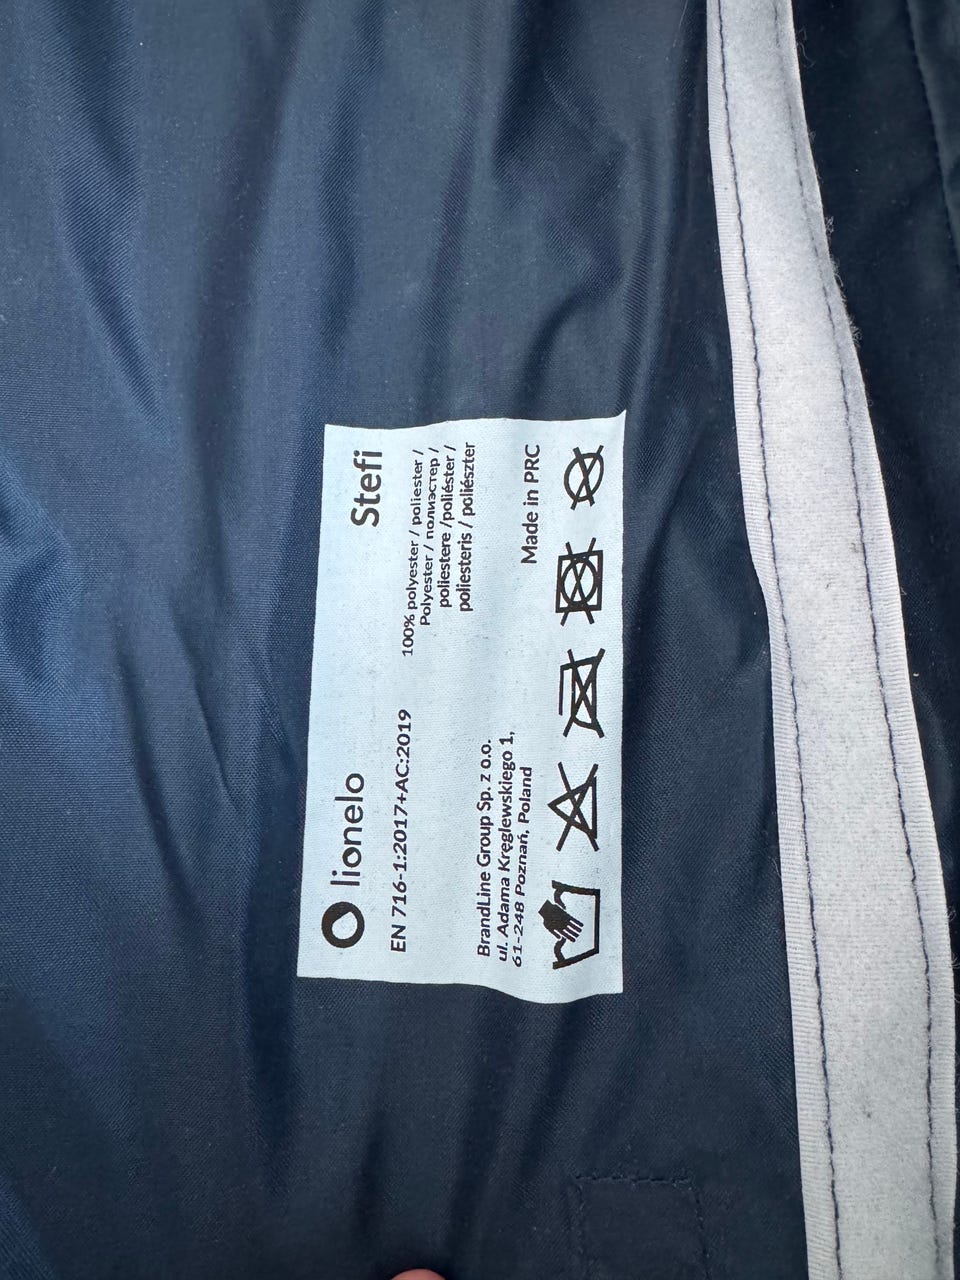 lionelo
Stefi
EN 716-1:2017+AC:2019
100% polyester / poliester /
Polyester / полиэстер /
poliestere /poliéster /
poliesteris / poliészter
BrandLine Group Sp. z o.o.
ul. Adama Kręglewskiego 1,
61-248 Poznań, Poland
Made in PRC